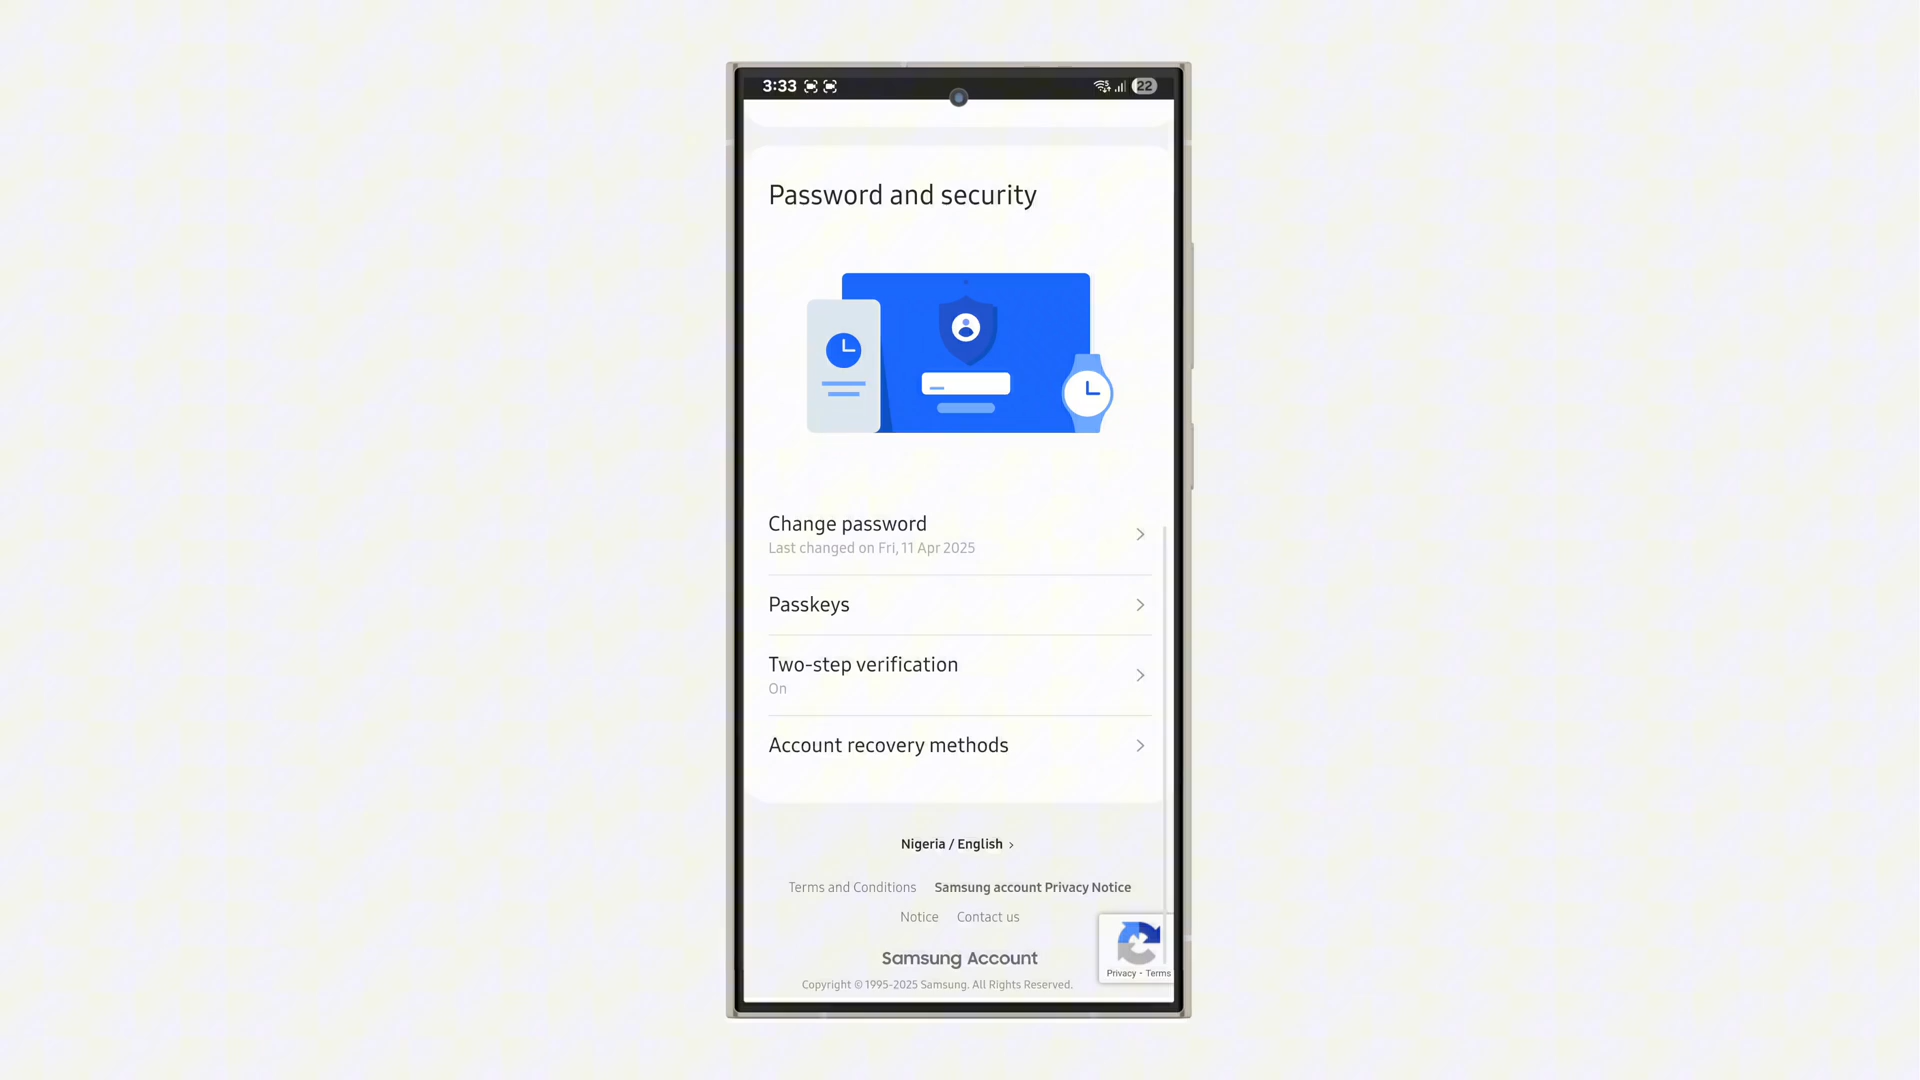 3:33
22
Password and security
Change password
Last changed on Fri, 11 Apr 2025
Passkeys
Two-step verification
On
Account recovery methods
Nigeria / English >
Terms and Conditions Samsung account Privacy Notice
Notice Contact us
Samsung Account
Privacy - Terms
Copyright © 1995-2025 Samsung. All Rights Reserved.